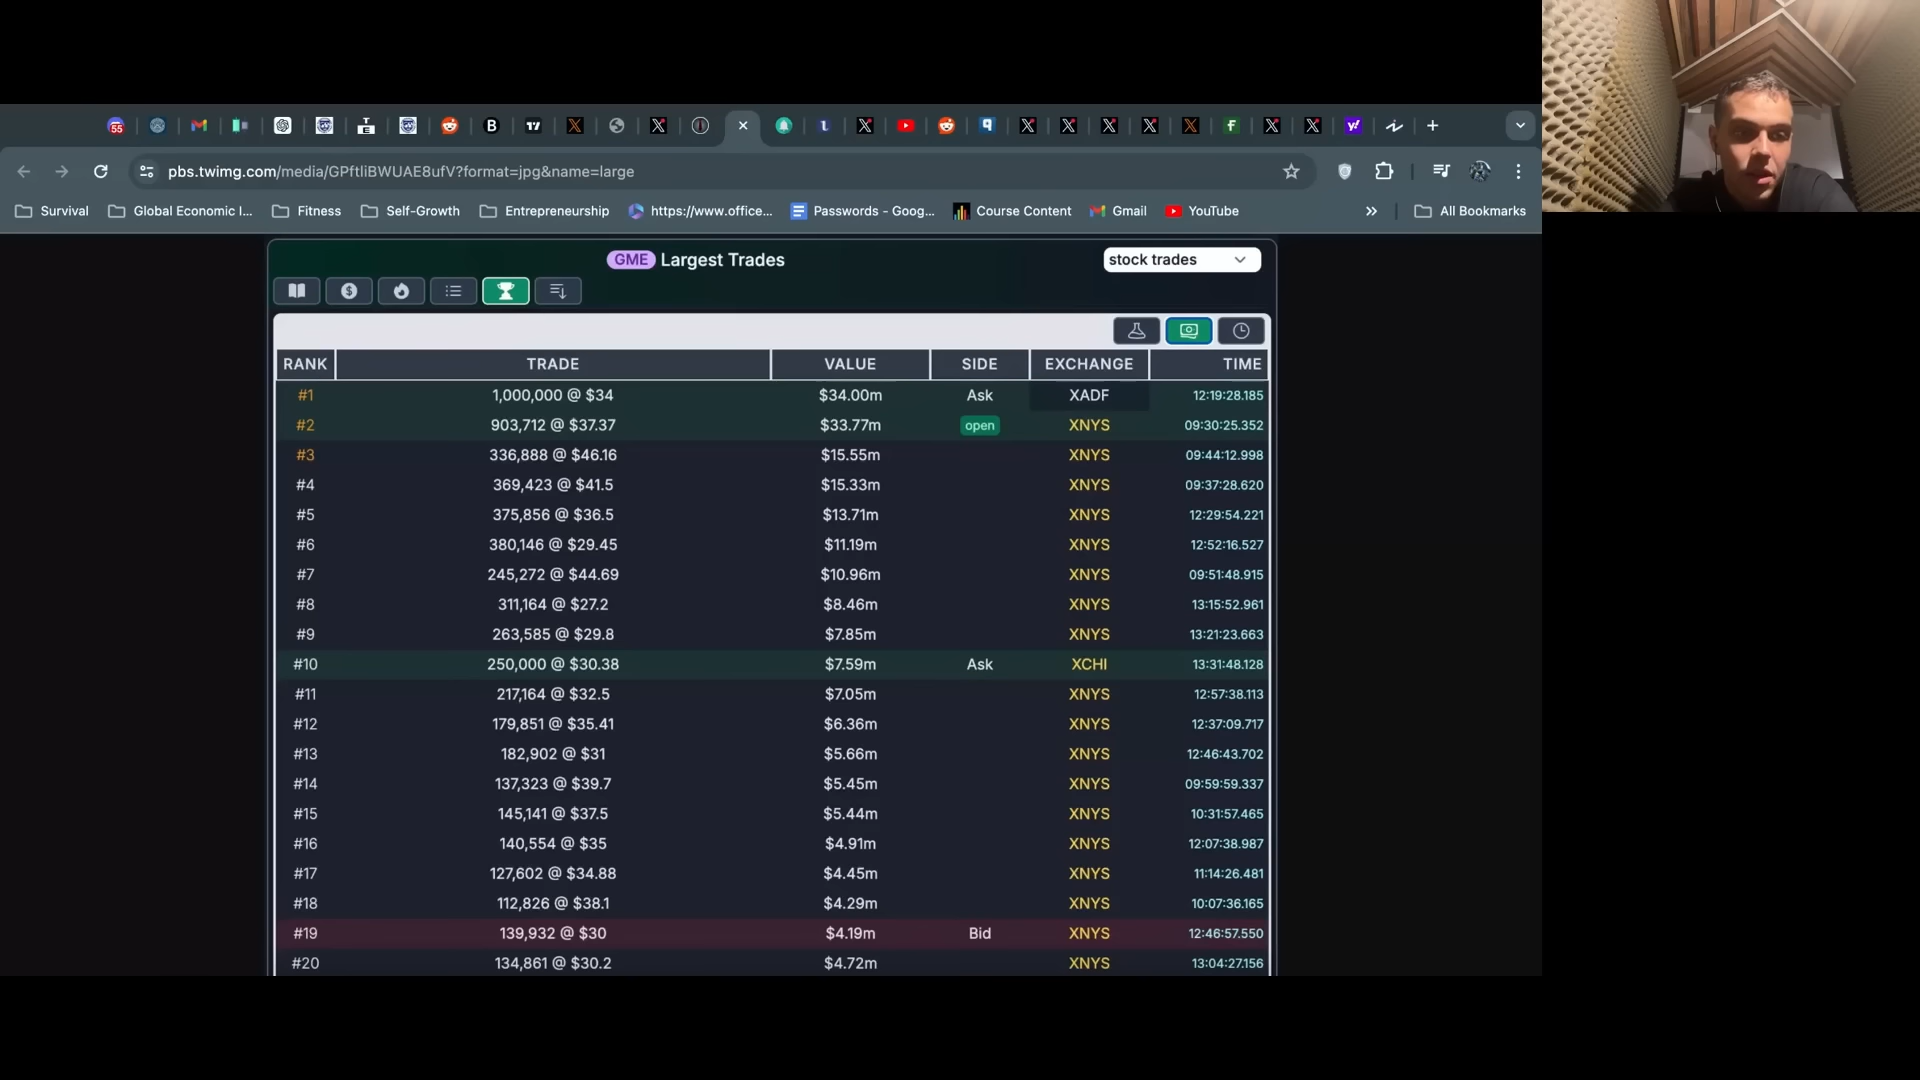 55
pbs.twimg.com/media/GPftliBWUAE8ufV?format=jpg&name=large
Survival Global Economic I... Fitness Self-Growth Entrepreneurship https://www.office... Passwords - Goog... Course Content Gmail YouTube » All Bookmarks
GME Largest Trades stock trades
RANK TRADE VALUE SIDE EXCHANGE TIME
#1 1,000,000 @ $34 $34.00m Ask XADF 12:19:28.185
#2 903,712 @ $37.37 $33.77m open XNYS 09:30:25.352
#3 336,888 @ $46.16 $15.55m XNYS 09:44:12.998
#4 369,423 @ $41.5 $15.33m XNYS 09:37:28.620
#5 375,856 @ $36.5 $13.71m XNYS 12:29:54.221
#6 380,146 @ $29.45 $11.19m XNYS 12:52:16.527
#7 245,272 @ $44.69 $10.96m XNYS 09:51:48.915
#8 311,164 @ $27.2 $8.46m XNYS 13:15:52.961
#9 263,585 @ $29.8 $7.85m XNYS 13:21:23.663
#10 250,000 @ $30.38 $7.59m Ask XCHI 13:31:48.128
#11 217,164 @ $32.5 $7.05m XNYS 12:57:38.113
#12 179,851 @ $35.41 $6.36m XNYS 12:37:09.717
#13 182,902 @ $31 $5.66m XNYS 12:46:43.702
#14 137,323 @ $39.7 $5.45m XNYS 09:59:59.337
#15 145,141 @ $37.5 $5.44m XNYS 10:31:57.465
#16 140,554 @ $35 $4.91m XNYS 12:07:38.987
#17 127,602 @ $34.88 $4.45m XNYS 11:14:26.481
#18 112,826 @ $38.1 $4.29m XNYS 10:07:36.165
#19 139,932 @ $30 $4.19m Bid XNYS 12:46:57.550
#20 134,861 @ $30.2 $4.72m XNYS 13:04:27.156